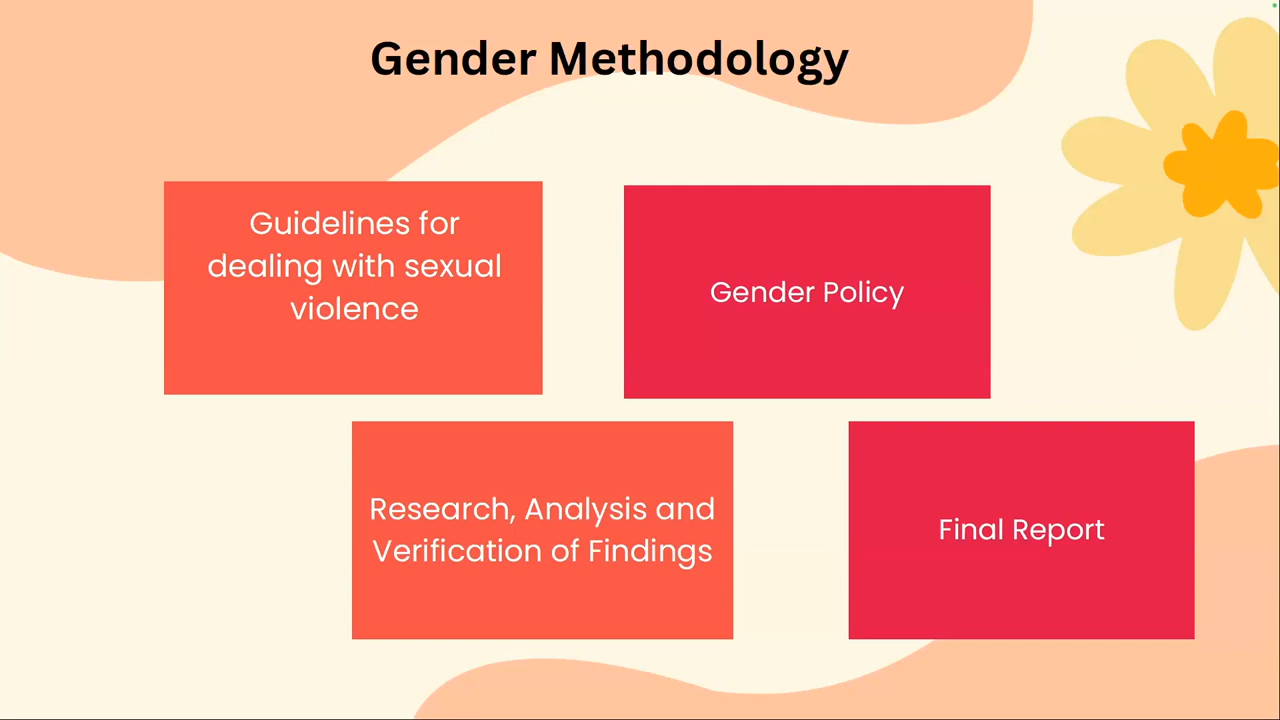 Gender Methodology
Guidelines for
dealing with sexual
violence
Gender Policy
Research, Analysis and
Verification of Findings
Final Report